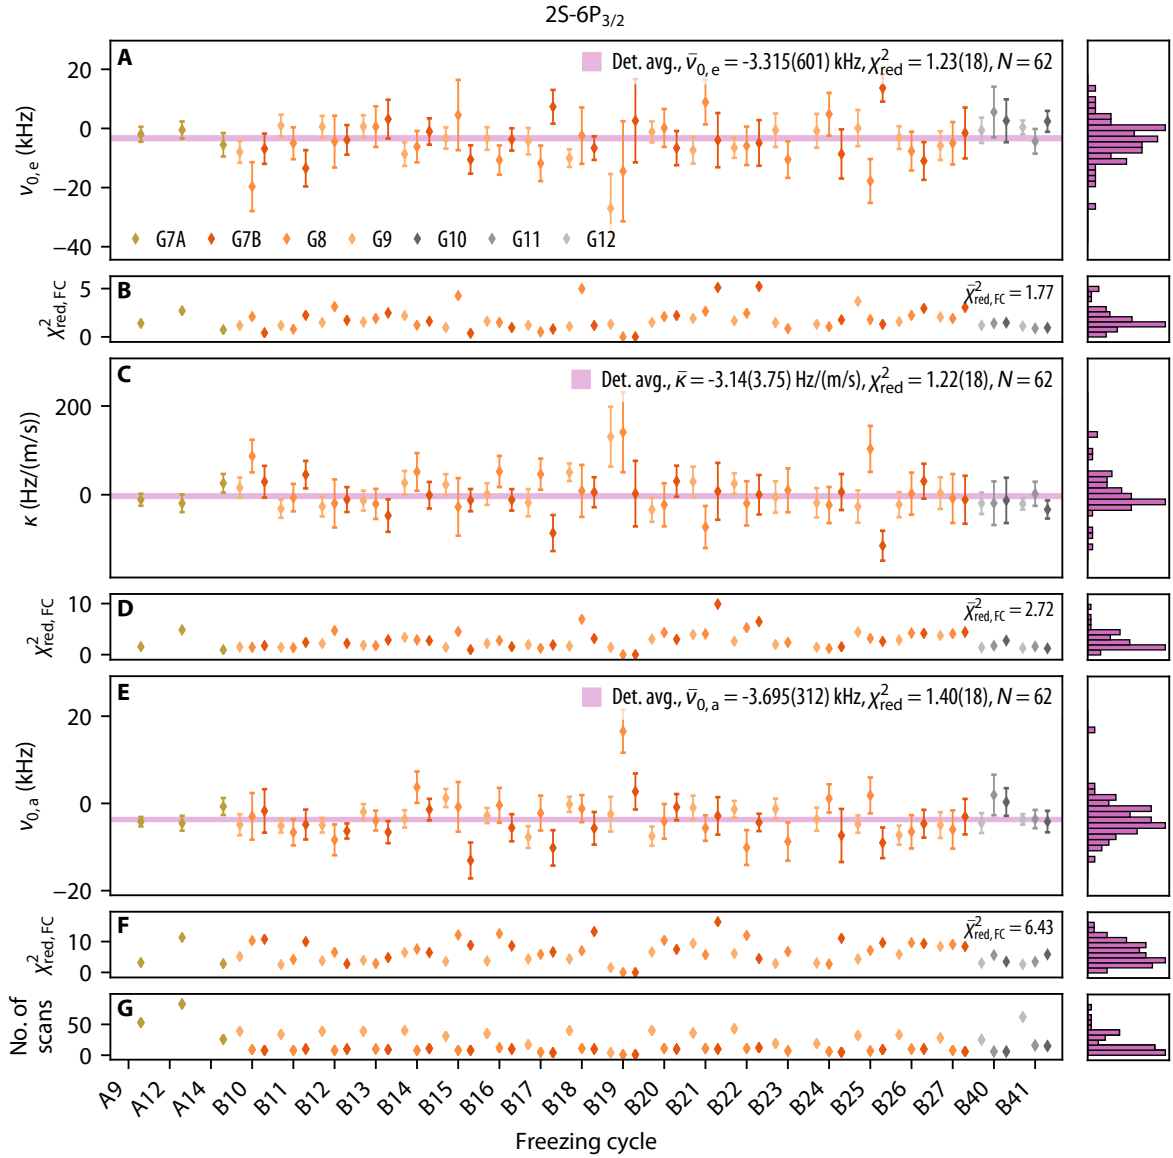 2S-6P3/2
A
Det. avg., ν̄0, e = -3.315(601) kHz, χ²red = 1.23(18), N = 62
20
0
−20
−40
ν0, e (kHz)
G7A G7B G8 G9 G10 G11 G12
B
χ̄²red, FC = 1.77
5
0
χ²red, FC
C
Det. avg., κ̄ = -3.14(3.75) Hz/(m/s), χ²red = 1.22(18), N = 62
200
0
κ (Hz/(m/s))
D
χ̄²red, FC = 2.72
10
0
χ²red, FC
E
Det. avg., ν̄0, a = -3.695(312) kHz, χ²red = 1.40(18), N = 62
20
0
−20
ν0, a (kHz)
F
χ̄²red, FC = 6.43
10
0
χ²red, FC
G
50
0
No. of
scans
A9 A12 A14 B10 B11 B12 B13 B14 B15 B16 B17 B18 B19 B20 B21 B22 B23 B24 B25 B26 B27 B40 B41
Freezing cycle